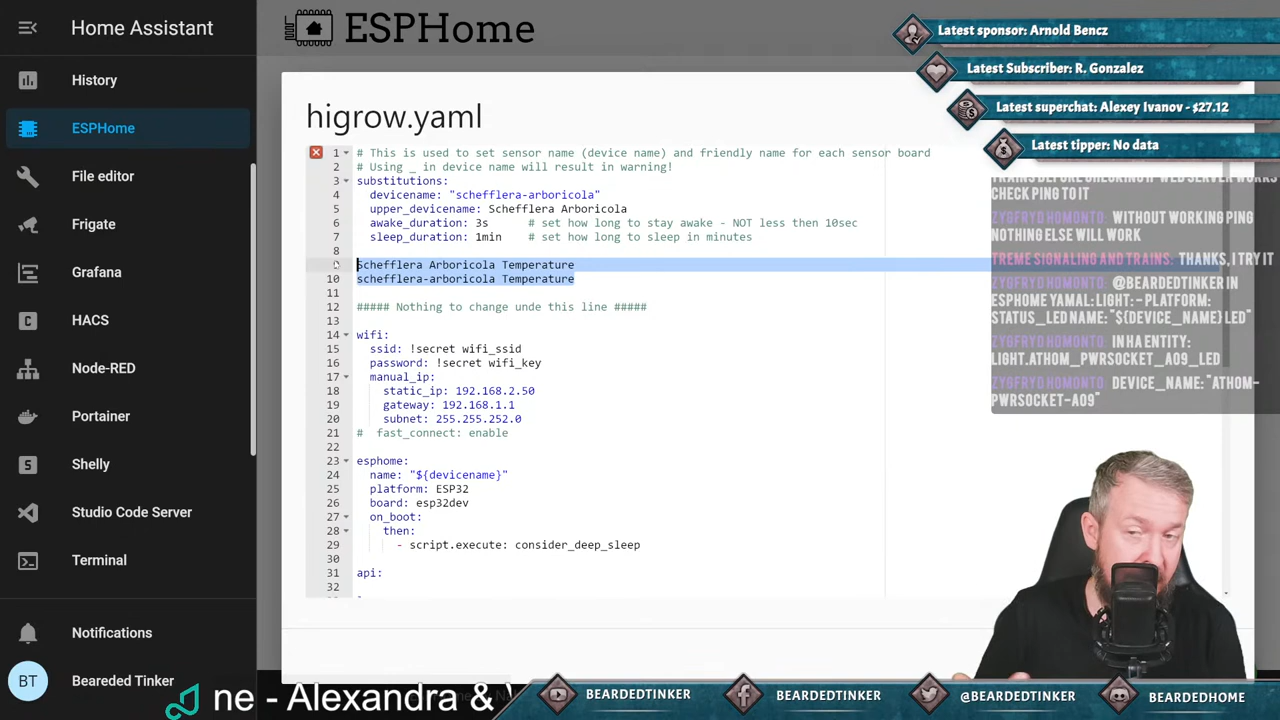 Home Assistant
History
ESPHome
File editor
Frigate
Grafana
HACS
Node-RED
Portainer
Shelly
Studio Code Server
Terminal
Notifications
BT
Beareded Tinker
ESPHome
higrow.yaml
1 # This is used to set sensor name (device name) and friendly name for each sensor board
2 # Using _ in device name will result in warning!
3 substitutions:
4 devicename: "schefflera-arboricola"
5 upper_devicename: Schefflera Arboricola
6 awake_duration: 3s # set how long to stay awake - NOT less then 10sec
7 sleep_duration: 1min # set how long to sleep in minutes
8
9 Schefflera Arboricola Temperature
10 schefflera-arboricola Temperature
11
12 ##### Nothing to change unde this line #####
13
14 wifi:
15 ssid: !secret wifi_ssid
16 password: !secret wifi_key
17 manual_ip:
18 static_ip: 192.168.2.50
19 gateway: 192.168.1.1
20 subnet: 255.255.252.0
21 # fast_connect: enable
22
23 esphome:
24 name: "${devicename}"
25 platform: ESP32
26 board: esp32dev
27 on_boot:
28 then:
29 - script.execute: consider_deep_sleep
30
31 api:
32
Latest sponsor: Arnold Bencz
Latest Subscriber: R. Gonzalez
Latest superchat: Alexey Ivanov - $27.12
Latest tipper: No data
TRAINS BEFORE CHECKING IF WEB SERVER WORKS
CHECK PING TO IT
ZYGFRYD HOMONTO: WITHOUT WORKING PING
NOTHING ELSE WILL WORK
TREME SIGNALING AND TRAINS: THANKS, I TRY IT
ZYGFRYD HOMONTO: @BEARDEDTINKER IN
ESPHOME YAMAL: LIGHT: - PLATFORM:
STATUS_LED NAME: "${DEVICE_NAME} LED"
ZYGFRYD HOMONTO: IN HA ENTITY:
LIGHT.ATHOM_PWRSOCKET_A09_LED
ZYGFRYD HOMONTO: DEVICE_NAME: "ATHOM-
PWRSOCKET-A09"
ne - Alexandra &
BEARDEDTINKER
BEARDEDTINKER
@BEARDEDTINKER
BEARDEDHOME